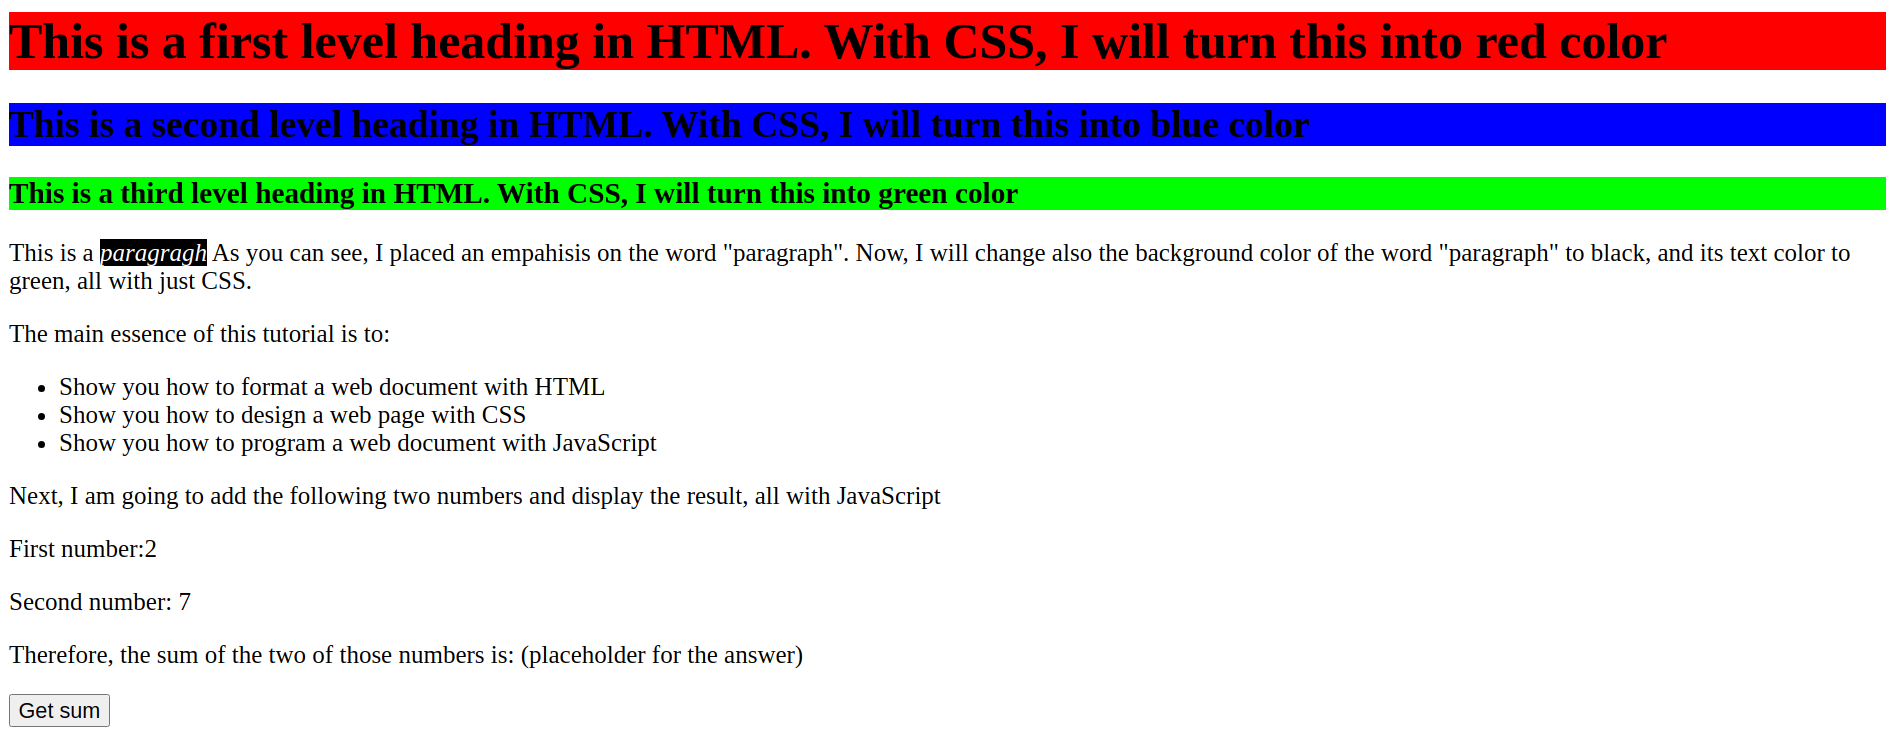 This is a first level heading in HTML. With CSS, I will turn this into red color
This is a second level heading in HTML. With CSS, I will turn this into blue color
This is a third level heading in HTML. With CSS, I will turn this into green color
This is a paragragh As you can see, I placed an empahisis on the word "paragraph". Now, I will change also the background color of the word "paragraph" to black, and its text color to
green, all with just CSS.
The main essence of this tutorial is to:
• Show you how to format a web document with HTML
• Show you how to design a web page with CSS
• Show you how to program a web document with JavaScript
Next, I am going to add the following two numbers and display the result, all with JavaScript
First number:2
Second number: 7
Therefore, the sum of the two of those numbers is: (placeholder for the answer)
Get sum